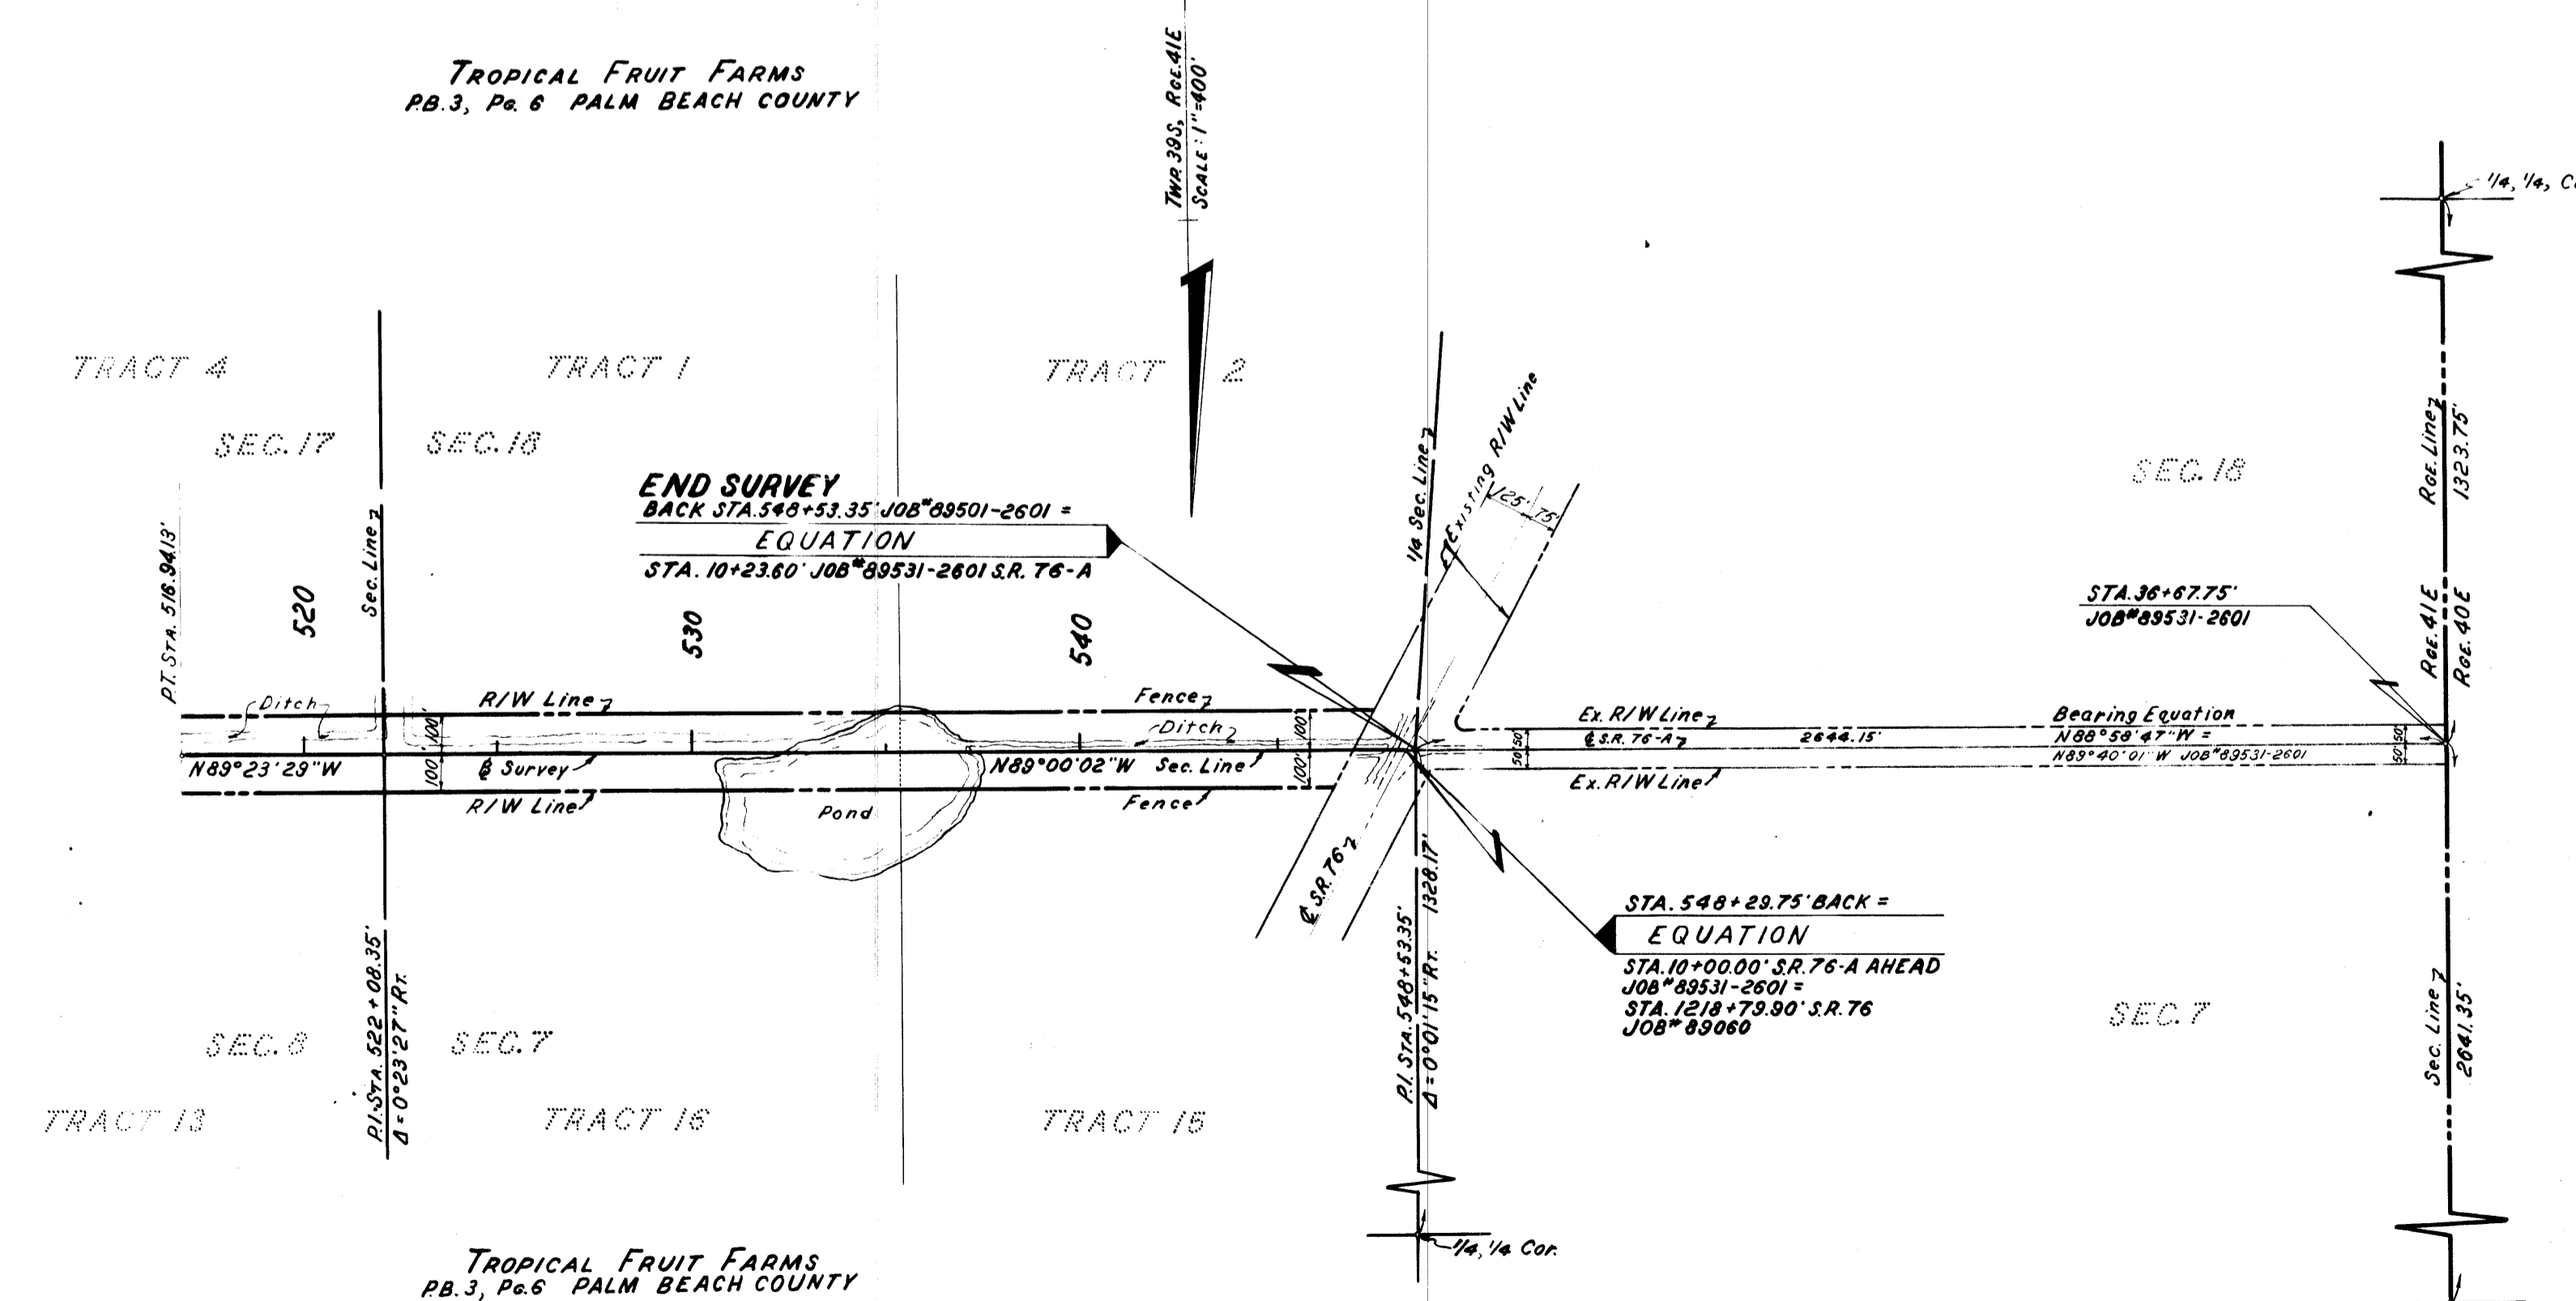 TROPICAL FRUIT FARMS
P.B.3, PG. 6 PALM BEACH COUNTY
TWP. 39S, RGE. 41E
SCALE: 1"=400'
1/4, 1/4,
TRACT 4
TRACT 1
TRACT 2
SEC. 17
SEC. 18
SEC. 18
END SURVEY
BACK STA. 548+53.35' JOB#89501-2601 =
EQUATION
STA. 10+23.60' JOB#89531-2601 S.R. 76-A
P.T. STA. 516.9413'
520
Sec. Line
530
540
1/4 Sec. Line
Existing R/W Line
125'
75'
RGE. Line
1323.75'
RGE. 41E
RGE. 40E
STA. 36+67.75'
JOB#89531-2601
Ditch
R/W Line
100'
100'
Fence
Ditch
100'
100'
Ex. R/W Line
℄ S.R. 76-A
2644.15'
50'
50'
Bearing Equation
N88°58'47"W =
N89°40'01"W JOB#89531-2601
50'
50'
N89°23'29"W
Survey
N89°00'02"W
Sec. Line
R/W Line
Pond
Fence
Ex. R/W Line
℄ S.R. 76
STA. 548+29.75' BACK =
EQUATION
STA. 10+00.00' S.R. 76-A AHEAD
JOB#89531-2601 =
STA. 1218+79.90' S.R. 76
JOB# 89060
P.I. STA. 522+08.35'
Δ=0°23'27" RT.
P.I. STA. 548+53.35'
Δ=0°01'15" RT.
1328.17'
Sec. Line
2641.35'
SEC. 8
SEC. 7
SEC. 7
TRACT 13
TRACT 16
TRACT 15
1/4, 1/4 Cor.
TROPICAL FRUIT FARMS
P.B. 3, PG. 6 PALM BEACH COUNTY